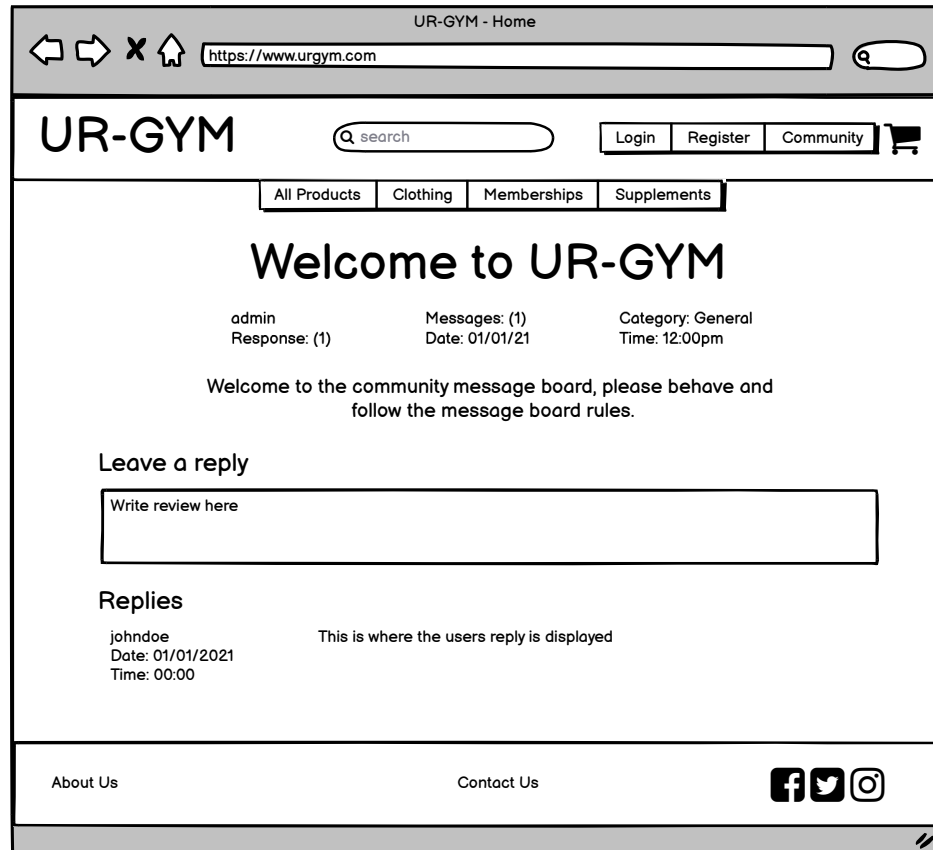 UR-GYM - Home
https://www.urgym.com
UR-GYM
search
Login Register Community
All Products Clothing Memberships Supplements
Welcome to UR-GYM
admin Messages: (1) Category: General
Response: (1) Date: 01/01/21 Time: 12:00pm
Welcome to the community message board, please behave and
follow the message board rules.
Leave a reply
Write review here
Replies
johndoe This is where the users reply is displayed
Date: 01/01/2021
Time: 00:00
About Us Contact Us